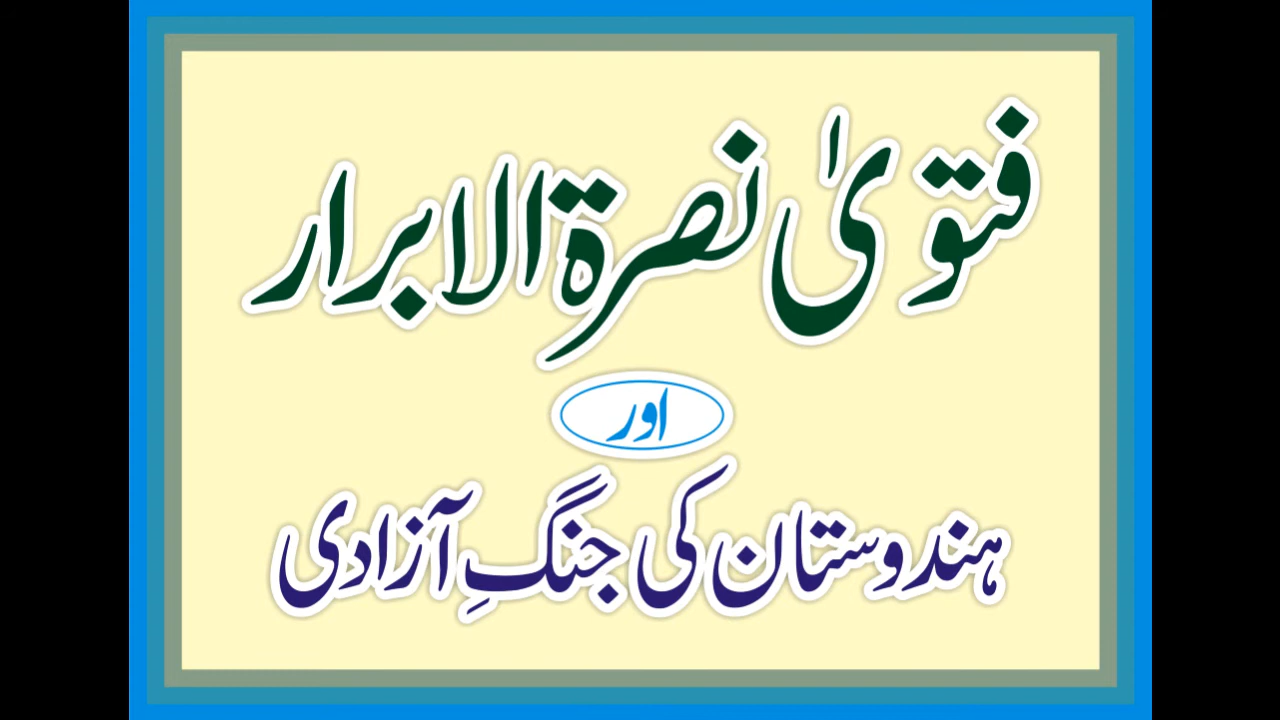 فتویٰ نصرۃ الابرار
اور
ہندوستان کی جنگِ آزادی